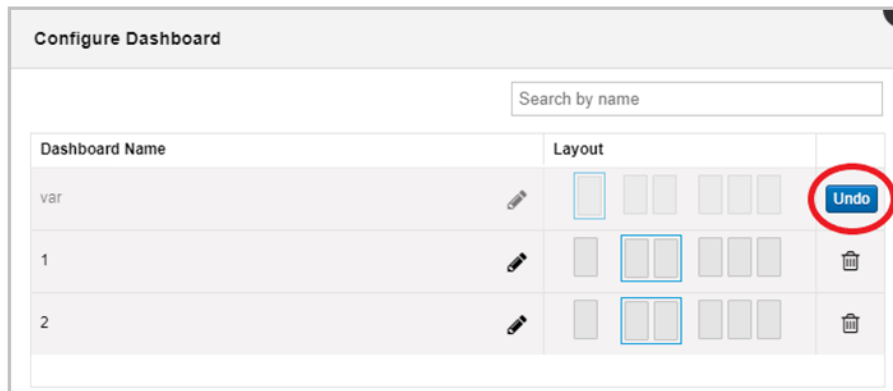 Configure Dashboard
Search by name
Dashboard Name Layout
var Undo
1
2